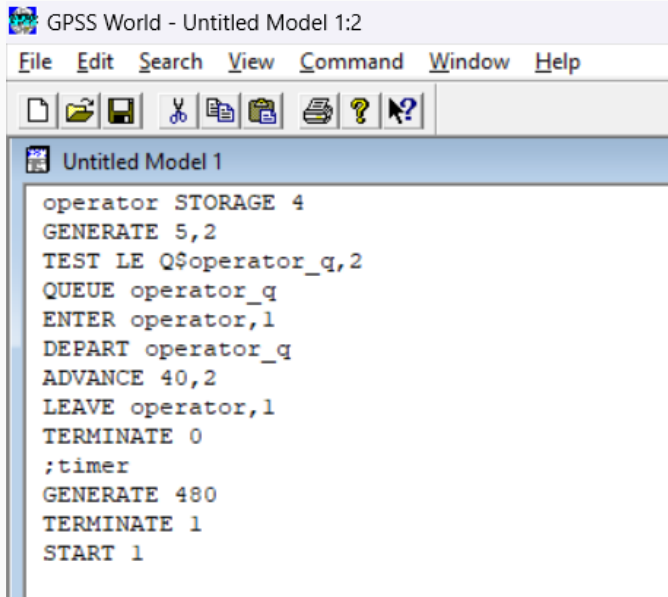 GPSS World - Untitled Model 1:2
File Edit Search View Command Window Help
Untitled Model 1
operator STORAGE 4
GENERATE 5,2
TEST LE Q$operator_q,2
QUEUE operator_q
ENTER operator,1
DEPART operator_q
ADVANCE 40,2
LEAVE operator,1
TERMINATE 0
;timer
GENERATE 480
TERMINATE 1
START 1